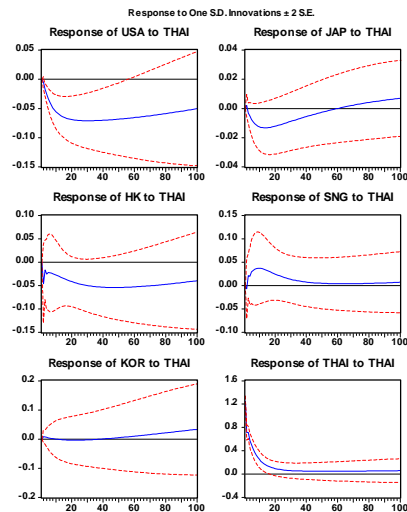 Response to One S.D. Innovations ± 2 S.E.
Response of USA to THAI
0.05
0.00
-0.05
-0.10
-0.15
20 40 60 80 100
Response of JAP to THAI
0.04
0.02
0.00
-0.02
-0.04
20 40 60 80 100
Response of HK to THAI
0.10
0.05
0.00
-0.05
-0.10
-0.15
20 40 60 80 100
Response of SNG to THAI
0.15
0.10
0.05
0.00
-0.05
-0.10
20 40 60 80 100
Response of KOR to THAI
0.2
0.1
0.0
-0.1
-0.2
20 40 60 80 100
Response of THAI to THAI
1.6
1.2
0.8
0.4
0.0
-0.4
20 40 60 80 100